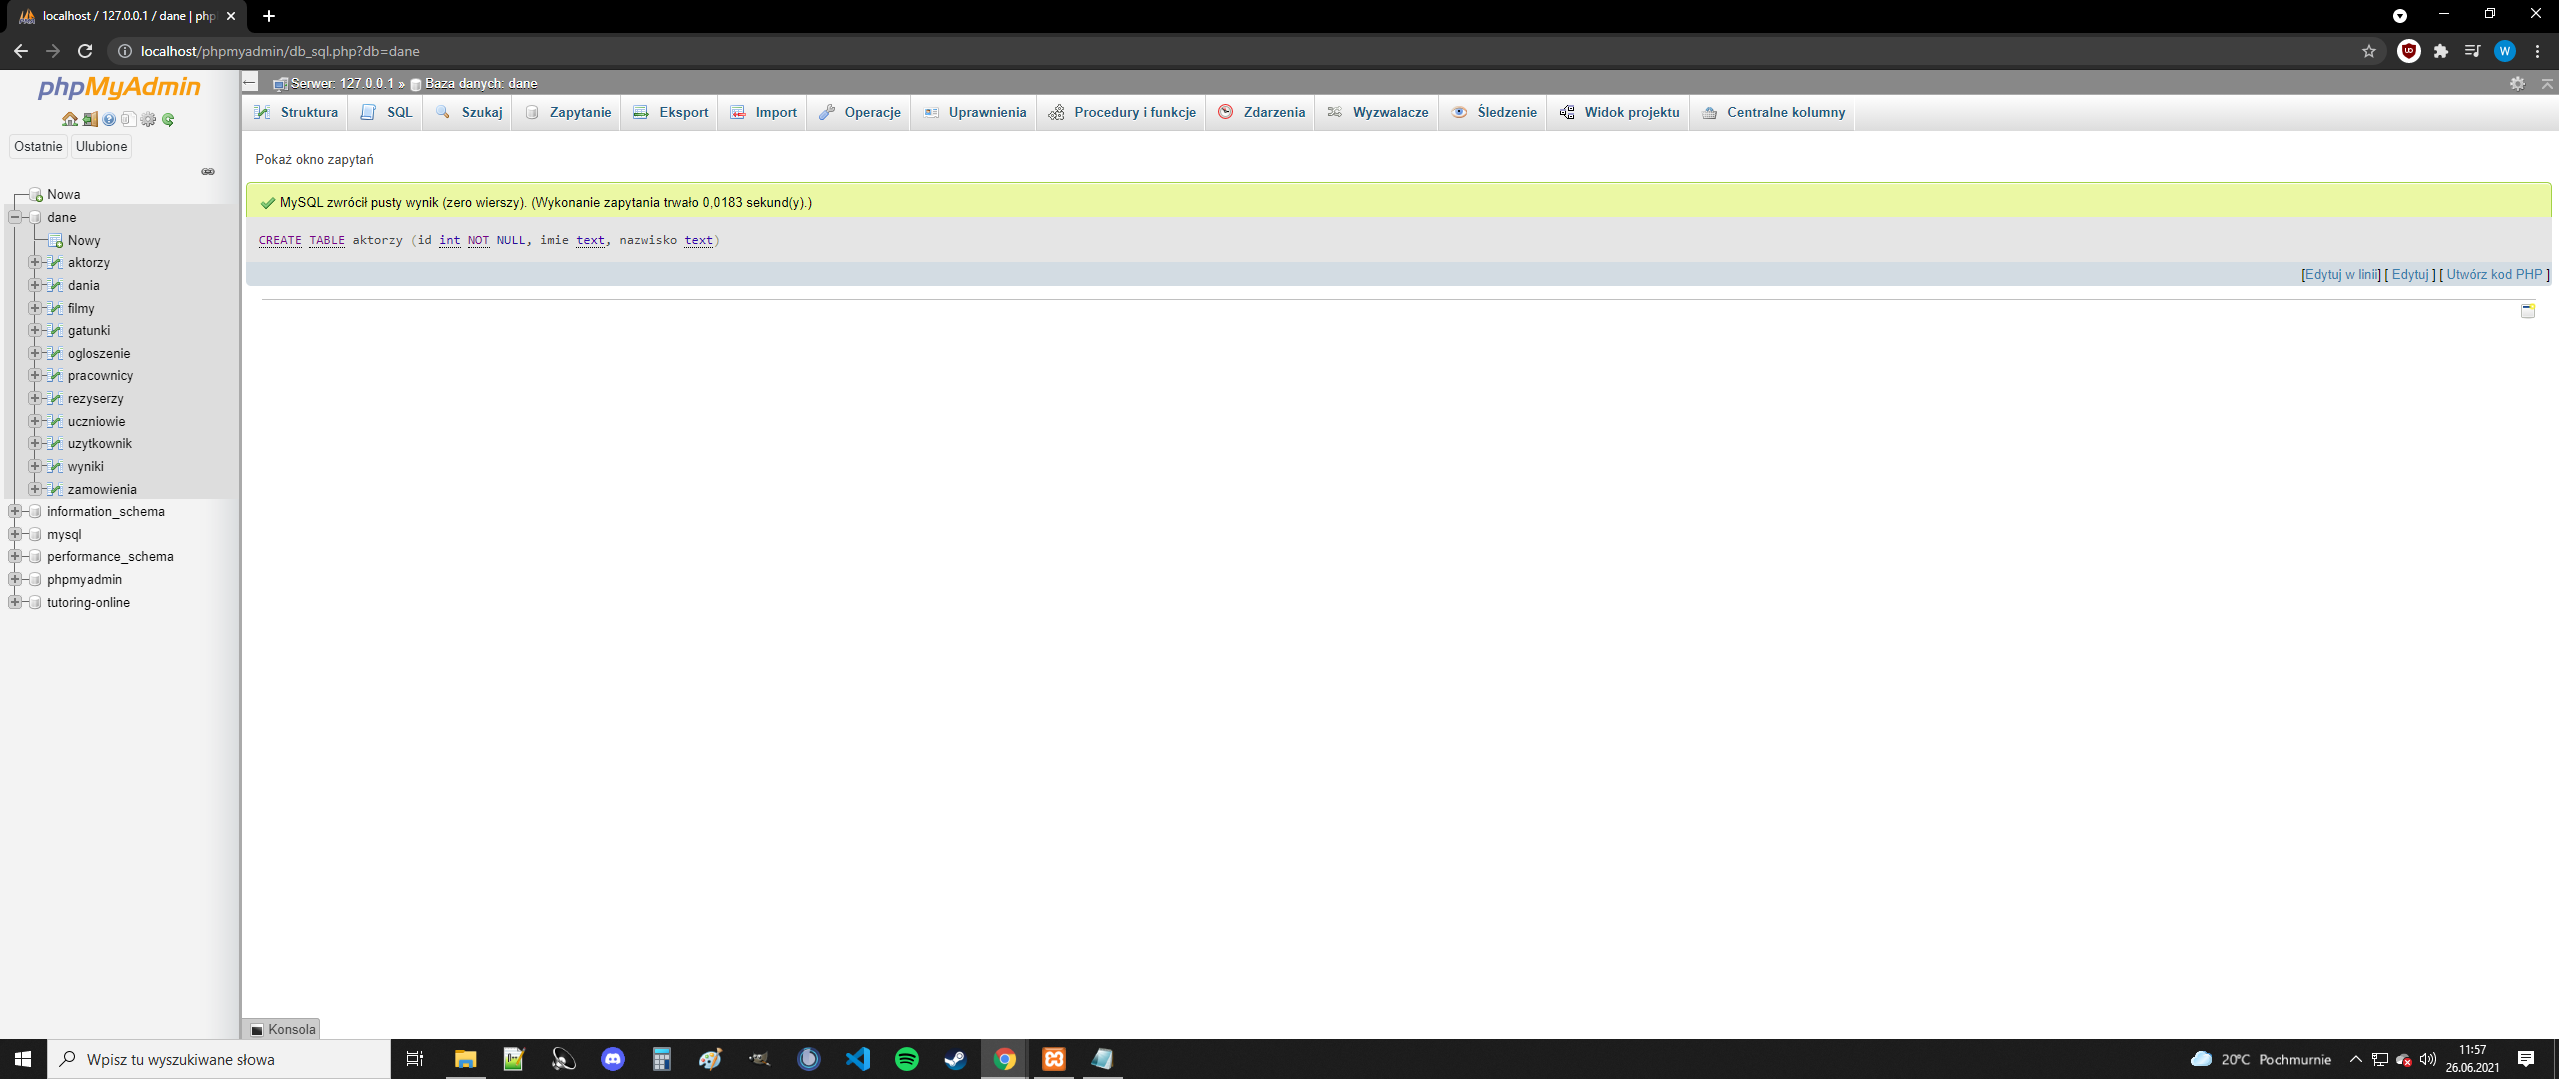 localhost / 127.0.0.1 / dane | php
localhost/phpmyadmin/db_sql.php?db=dane
phpMyAdmin
Ostatnie Ulubione
Nowa
dane
Nowy
aktorzy
dania
filmy
gatunki
ogloszenie
pracownicy
rezyserzy
uczniowie
uzytkownik
wyniki
zamowienia
information_schema
mysql
performance_schema
phpmyadmin
tutoring-online
Serwer: 127.0.0.1 » Baza danych: dane
Struktura SQL Szukaj Zapytanie Eksport Import Operacje Uprawnienia Procedury i funkcje Zdarzenia Wyzwalacze Śledzenie Widok projektu Centralne kolumny
Pokaż okno zapytań
MySQL zwrócił pusty wynik (zero wierszy). (Wykonanie zapytania trwało 0,0183 sekund(y).)
CREATE TABLE aktorzy (id int NOT NULL, imie text, nazwisko text)
[Edytuj w linii] [ Edytuj ] [ Utwórz kod PHP ]
Konsola
Wpisz tu wyszukiwane słowa
20°C Pochmurnie
11:57
26.06.2021